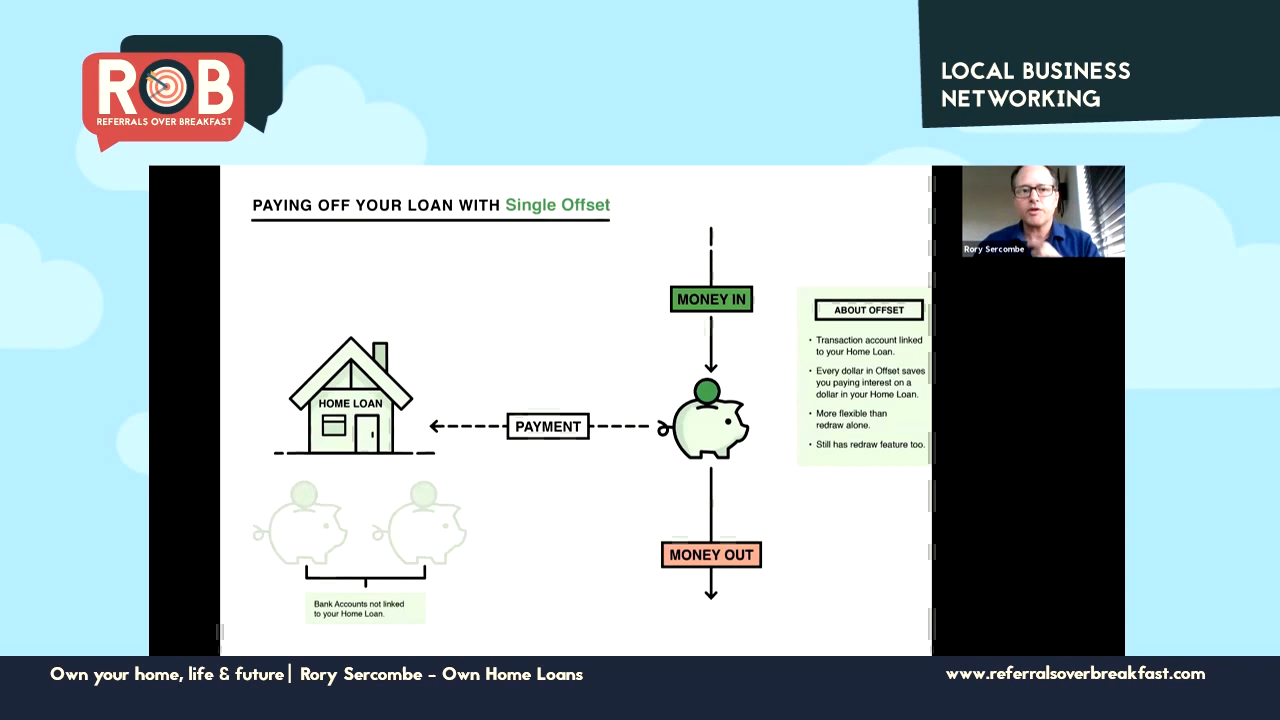 ROB
REFERRALS OVER BREAKFAST
LOCAL BUSINESS
NETWORKING
PAYING OFF YOUR LOAN WITH Single Offset
Rory Sercombe
MONEY IN
ABOUT OFFSET
• Transaction account linked
to your Home Loan.
• Every dollar in Offset saves
you paying interest on a
dollar in your Home Loan.
• More flexible than
redraw alone.
• Still has redraw feature too.
HOME LOAN
PAYMENT
MONEY OUT
Bank Accounts not linked
to your Home Loan.
Own your home, life & future| Rory Sercombe - Own Home Loans
www.referralsoverbreakfast.com